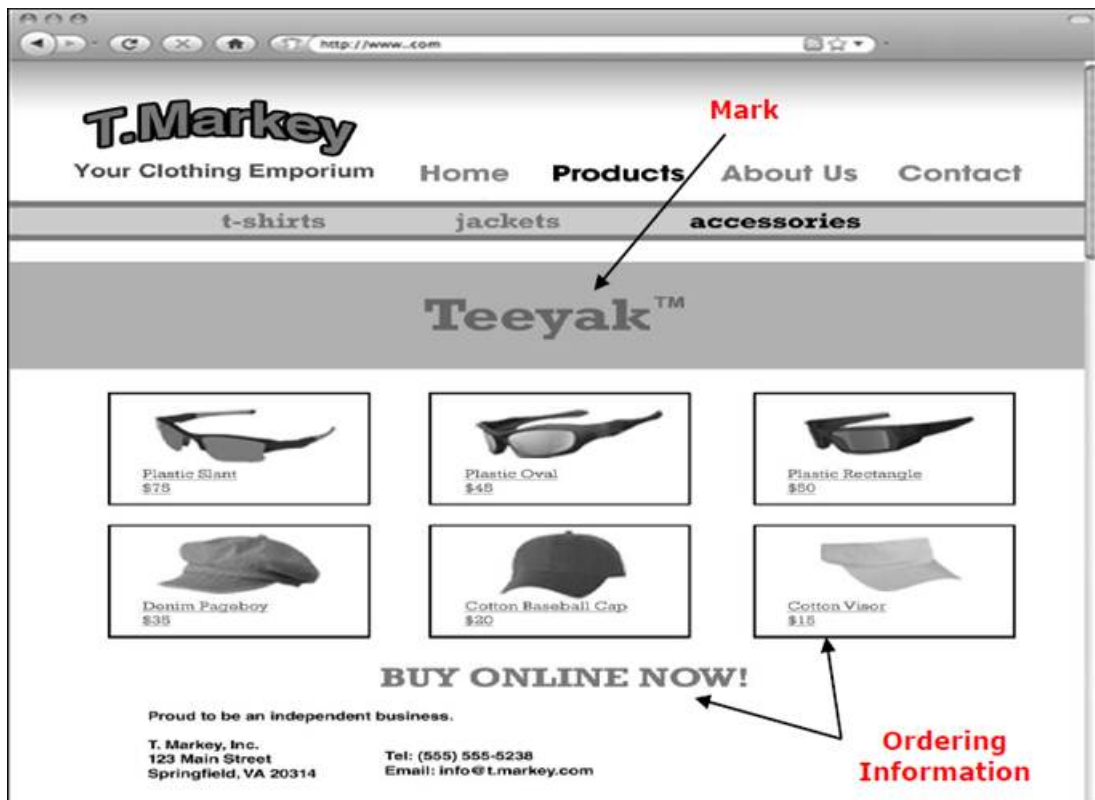 http://www..com
Mark
T.Markey
Your Clothing Emporium
Home Products About Us Contact
t-shirts jackets accessories
Teeyak™
Plastic Slant
$75
Plastic Oval
$45
Plastic Rectangle
$50
Denim Pageboy
$35
Cotton Baseball Cap
$20
Cotton Visor
$15
BUY ONLINE NOW!
Proud to be an independent business.
T. Markey, Inc.
123 Main Street
Springfield, VA 20314
Tel: (555) 555-5238
Email: info@t.markey.com
Ordering
Information